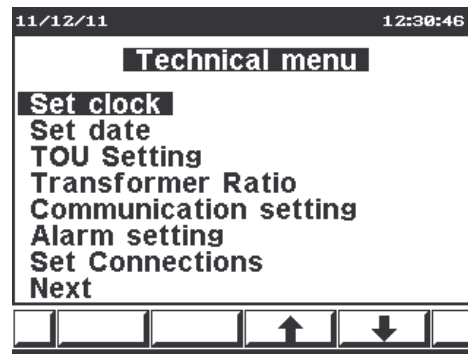 11/12/11 12:30:46
Technical menu
Set clock
Set date
TOU Setting
Transformer Ratio
Communication setting
Alarm setting
Set Connections
Next